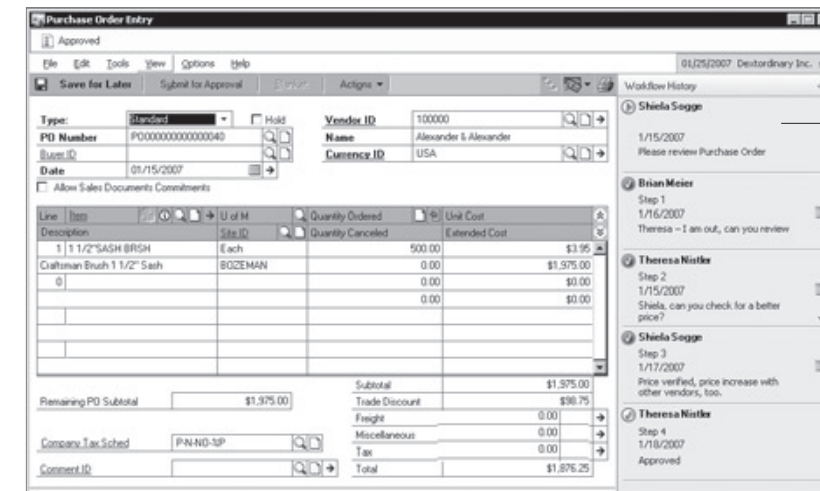 Purchase Order Entry
Approved
File Edit Tools View Options Help
01/25/2007 Dextordinary Inc.
Save for Later Submit for Approval Actions
Type: Standard Hold Vendor ID 100000
PO Number PO000000000000040 Name Alexander & Alexander
Buyer ID Currency ID USA
Date 01/15/2007
Allow Sales Documents Commitments
Line Item U of M Quantity Ordered Unit Cost
Description Site ID Quantity Canceled Extended Cost
1 1 1/2"SASH BRSH Each 500.00 $3.95
Craftsman Brush 1 1/2" Sash BOZEMAN 0.00 $1,975.00
0 0.00 $0.00
0.00 $0.00
Remaining PO Subtotal $1,975.00
Company Tax Sched
Comment ID
Subtotal $1,975.00
Trade Discount $98.75
Freight 0.00
Miscellaneous 0.00
Tax 0.00
Total $1,876.25
Workflow History
Shiela Sogge
1/15/2007
Please review Purchase Order
Brian Meier
Step 1
1/16/2007
Theresa – I am out, can you review
Theresa Nistler
Step 2
1/15/2007
Shiela, can you check for a better
price?
Shiela Sogge
Step 3
1/17/2007
Price verified, price increase with
other vendors, too.
Theresa Nistler
Step 4
1/18/2007
Approved